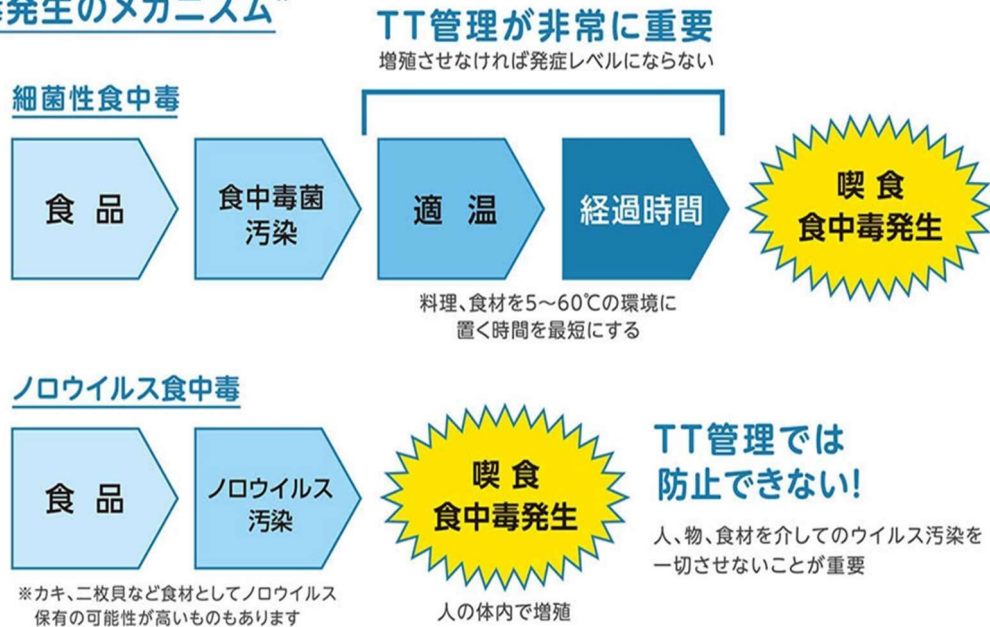 発生のメカニズム”
TT管理が非常に重要
増殖させなければ発症レベルにならない
細菌性食中毒
食品
食中毒菌
汚染
適温
経過時間
喫食
食中毒発生
料理、食材を5～60℃の環境に
置く時間を最短にする
ノロウイルス食中毒
食品
ノロウイルス
汚染
喫食
食中毒発生
TT管理では
防止できない!
人、物、食材を介してのウイルス汚染を
一切させないことが重要
※カキ、二枚貝など食材としてノロウイルス
保有の可能性が高いものもあります
人の体内で増殖